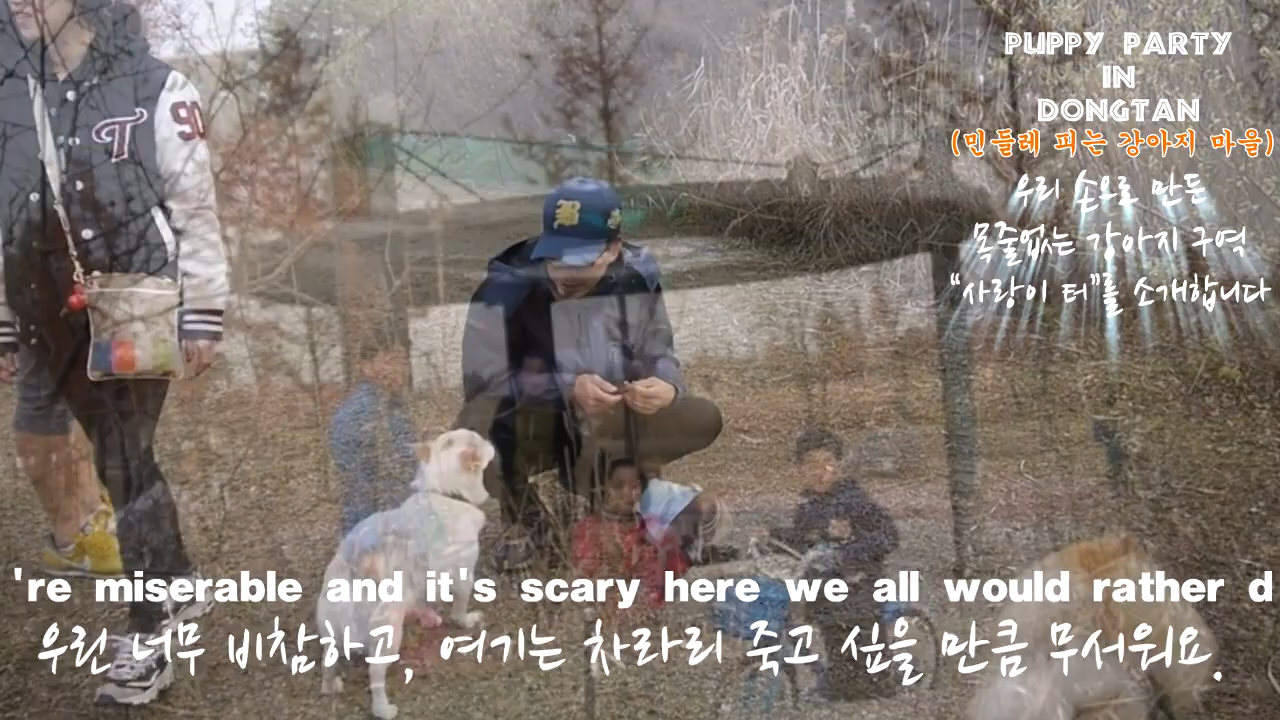 PUPPY PARTY
IN
DONGTAN
(민들레 피는 강아지 마을)
우리 손으로 만든
목줄없는 강아지 구역
“사랑이 터”를 소개합니다
T
90
B
're miserable and it's scary here we all would rather d
우린 너무 비참하고, 여기는 차라리 죽고 싶을 만큼 무서워요.